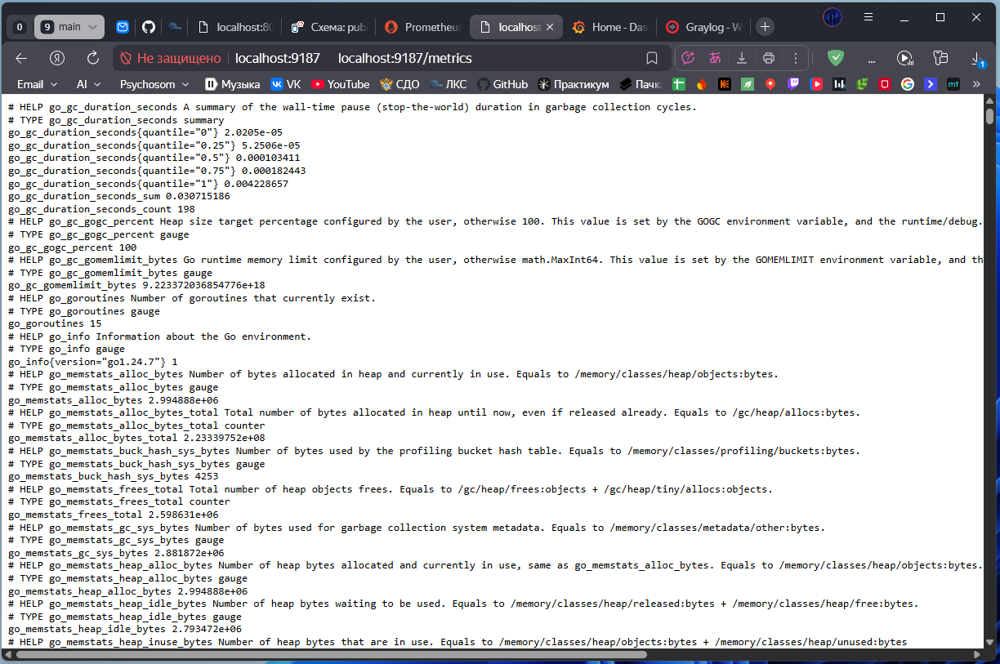 0
9 main
localhost:80
Схема: publ
Prometheus
localhost
Home - Das
Graylog - W
Не защищено localhost:9187 localhost:9187/metrics
1
Email AI Psychosom Музыка VK YouTube СДО ЛКС GitHub Практикум Пачка
# HELP go_gc_duration_seconds A summary of the wall-time pause (stop-the-world) duration in garbage collection cycles.
# TYPE go_gc_duration_seconds summary
go_gc_duration_seconds{quantile="0"} 2.0205e-05
go_gc_duration_seconds{quantile="0.25"} 5.2506e-05
go_gc_duration_seconds{quantile="0.5"} 0.000103411
go_gc_duration_seconds{quantile="0.75"} 0.000182443
go_gc_duration_seconds{quantile="1"} 0.004228657
go_gc_duration_seconds_sum 0.030715186
go_gc_duration_seconds_count 198
# HELP go_gc_gogc_percent Heap size target percentage configured by the user, otherwise 100. This value is set by the GOGC environment variable, and the runtime/debug.
# TYPE go_gc_gogc_percent gauge
go_gc_gogc_percent 100
# HELP go_gc_gomemlimit_bytes Go runtime memory limit configured by the user, otherwise math.MaxInt64. This value is set by the GOMEMLIMIT environment variable, and th
# TYPE go_gc_gomemlimit_bytes gauge
go_gc_gomemlimit_bytes 9.223372036854776e+18
# HELP go_goroutines Number of goroutines that currently exist.
# TYPE go_goroutines gauge
go_goroutines 15
# HELP go_info Information about the Go environment.
# TYPE go_info gauge
go_info{version="go1.24.7"} 1
# HELP go_memstats_alloc_bytes Number of bytes allocated in heap and currently in use. Equals to /memory/classes/heap/objects:bytes.
# TYPE go_memstats_alloc_bytes gauge
go_memstats_alloc_bytes 2.994888e+06
# HELP go_memstats_alloc_bytes_total Total number of bytes allocated in heap until now, even if released already. Equals to /gc/heap/allocs:bytes.
# TYPE go_memstats_alloc_bytes_total counter
go_memstats_alloc_bytes_total 2.23339752e+08
# HELP go_memstats_buck_hash_sys_bytes Number of bytes used by the profiling bucket hash table. Equals to /memory/classes/profiling/buckets:bytes.
# TYPE go_memstats_buck_hash_sys_bytes gauge
go_memstats_buck_hash_sys_bytes 4253
# HELP go_memstats_frees_total Total number of heap objects frees. Equals to /gc/heap/frees:objects + /gc/heap/tiny/allocs:objects.
# TYPE go_memstats_frees_total counter
go_memstats_frees_total 2.598631e+06
# HELP go_memstats_gc_sys_bytes Number of bytes used for garbage collection system metadata. Equals to /memory/classes/metadata/other:bytes.
# TYPE go_memstats_gc_sys_bytes gauge
go_memstats_gc_sys_bytes 2.881872e+06
# HELP go_memstats_heap_alloc_bytes Number of heap bytes allocated and currently in use, same as go_memstats_alloc_bytes. Equals to /memory/classes/heap/objects:bytes.
# TYPE go_memstats_heap_alloc_bytes gauge
go_memstats_heap_alloc_bytes 2.994888e+06
# HELP go_memstats_heap_idle_bytes Number of heap bytes waiting to be used. Equals to /memory/classes/heap/released:bytes + /memory/classes/heap/free:bytes.
# TYPE go_memstats_heap_idle_bytes gauge
go_memstats_heap_idle_bytes 2.793472e+06
# HELP go_memstats_heap_inuse_bytes Number of heap bytes that are in use. Equals to /memory/classes/heap/objects:bytes + /memory/classes/heap/unused:bytes